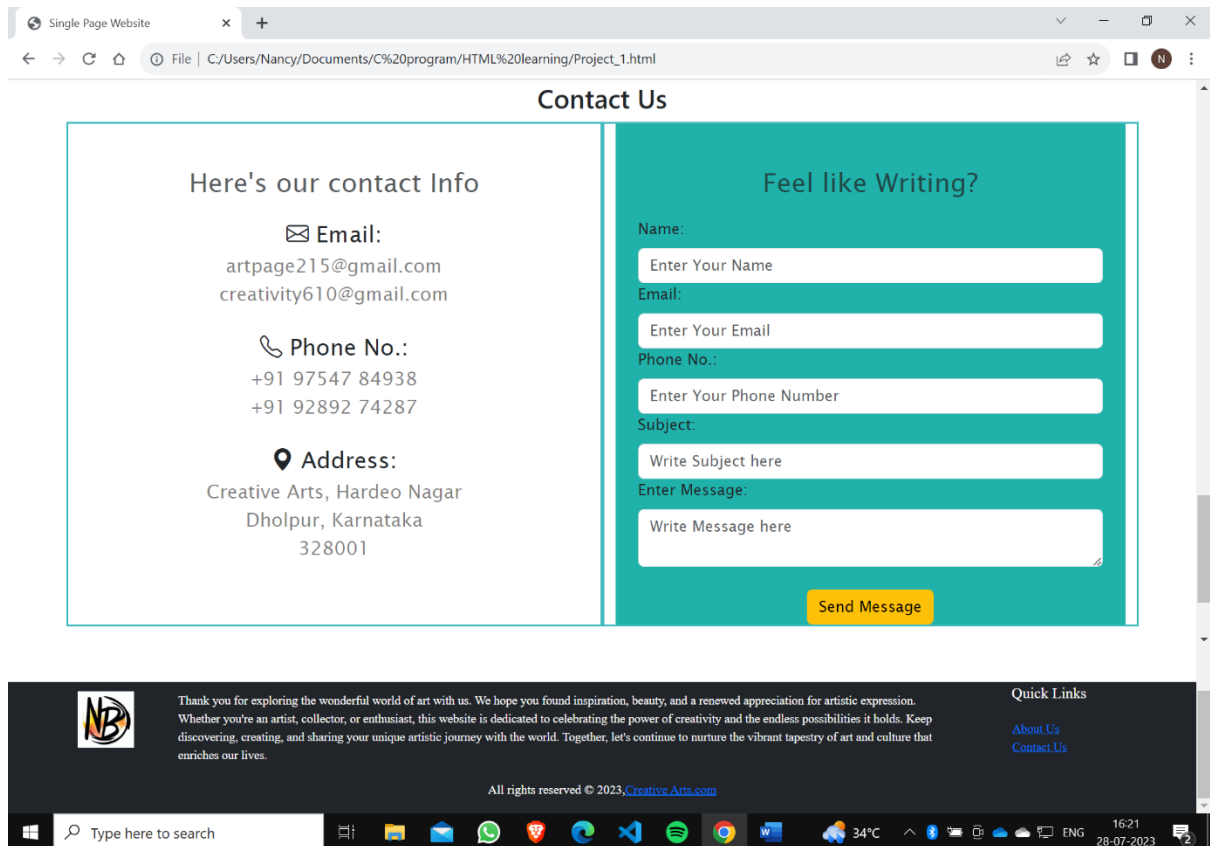 Single Page Website
File | C:/Users/Nancy/Documents/C%20program/HTML%20learning/Project_1.html
N
Contact Us
Here's our contact Info
Email:
artpage215@gmail.com
creativity610@gmail.com
Phone No.:
+91 97547 84938
+91 92892 74287
Address:
Creative Arts, Hardeo Nagar
Dholpur, Karnataka
328001
Feel like Writing?
Name:
Enter Your Name
Email:
Enter Your Email
Phone No.:
Enter Your Phone Number
Subject:
Write Subject here
Enter Message:
Write Message here
Send Message
NB
Thank you for exploring the wonderful world of art with us. We hope you found inspiration, beauty, and a renewed appreciation for artistic expression.
Whether you're an artist, collector, or enthusiast, this website is dedicated to celebrating the power of creativity and the endless possibilities it holds. Keep
discovering, creating, and sharing your unique artistic journey with the world. Together, let's continue to nurture the vibrant tapestry of art and culture that
enriches our lives.
Quick Links
About Us
Contact Us
All rights reserved © 2023,Creative Arts.com
Type here to search
W
34°C
ENG
16:21
28-07-2023
2